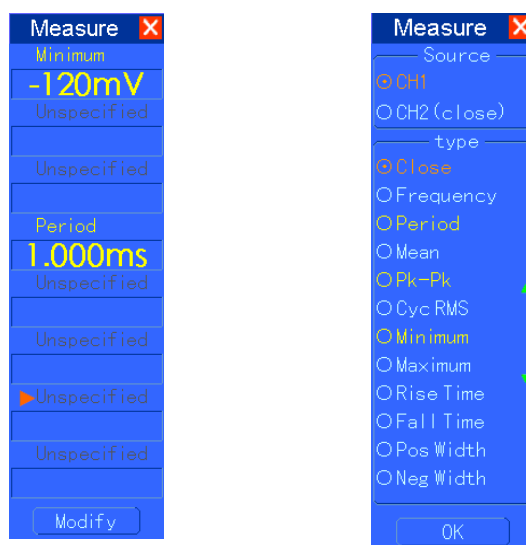 Measure X
Minimum
-120mV
Unspecified
Unspecified
Period
1.000ms
Unspecified
Unspecified
Unspecified
Unspecified
Modify
Measure X
Source
CH1
CH2(close)
type
Close
Frequency
Period
Mean
Pk-Pk
Cyc RMS
Minimum
Maximum
Rise Time
Fall Time
Pos Width
Neg Width
OK